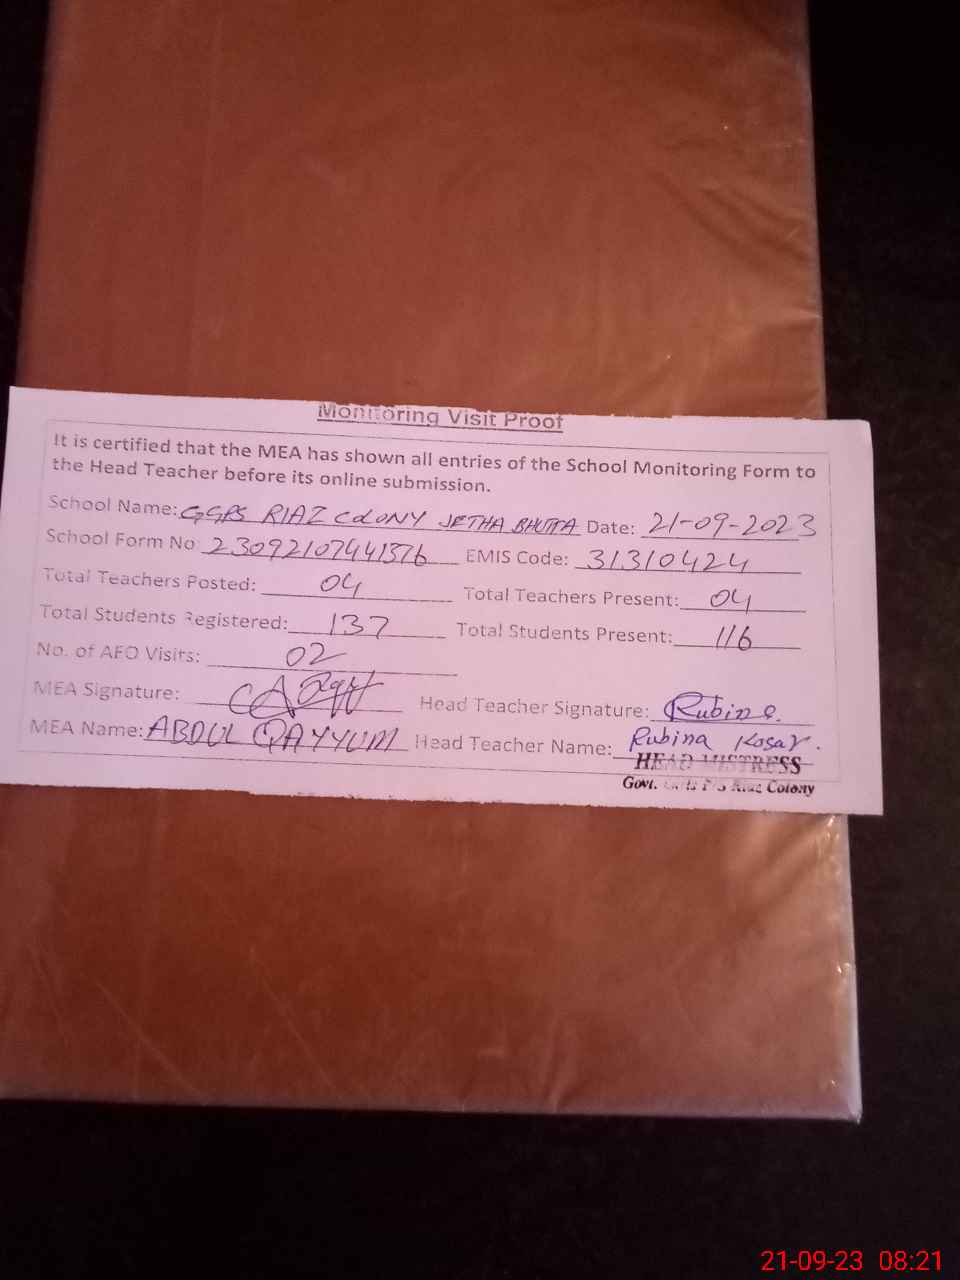 Monitoring Visit Proof
It is certified that the MEA has shown all entries of the School Monitoring Form to
the Head Teacher before its online submission.
School Name: GGPS RIAZ COLONY JETHA BHUTTA Date: 21-09-2023
School Form No 23092107441376 EMIS Code: 31310424
Total Teachers Posted: 04 Total Teachers Present: 04
Total Students Registered: 137 Total Students Present: 116
No. of AEO Visits: 02
MEA Signature: Head Teacher Signature: Rubina.
MEA Name: ABDUL QAYYUM Head Teacher Name: Rubina Kosar.
HEAD MISTRESS
Govt. Girls P/S Riaz Colony
21-09-23 08:21